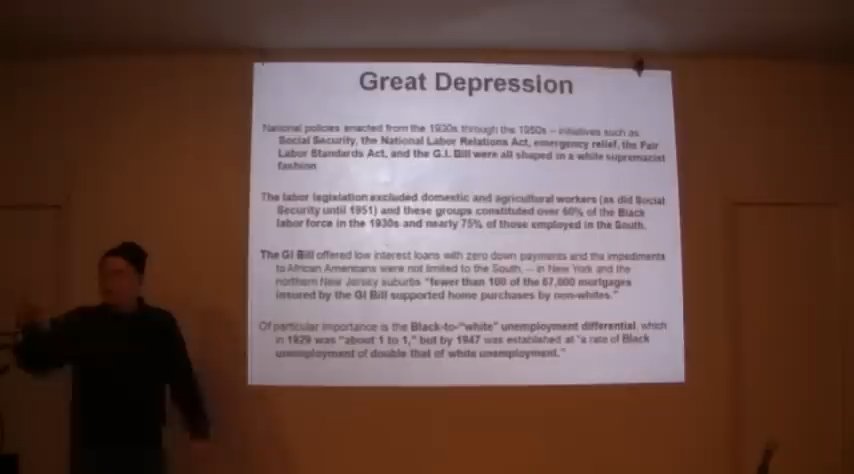 Great Depression
National policies enacted from the 1930s through the 1950s – initiatives such as
Social Security, the National Labor Relations Act, emergency relief, the Fair
Labor Standards Act, and the G.I. Bill were all shaped in a white supremacist
fashion
The labor legislation excluded domestic and agricultural workers (as did Social
Security until 1951) and these groups constituted over 60% of the Black
labor force in the 1930s and nearly 75% of those employed in the South.
The GI Bill offered low interest loans with zero down payments and the impediments
to African Americans were not limited to the South, – in New York and the
northern New Jersey suburbs "fewer than 100 of the 67,000 mortgages
insured by the GI Bill supported home purchases by non-whites."
Of particular importance is the Black-to-"white" unemployment differential, which
in 1929 was "about 1 to 1," but by 1947 was established at "a rate of Black
unemployment of double that of white unemployment."